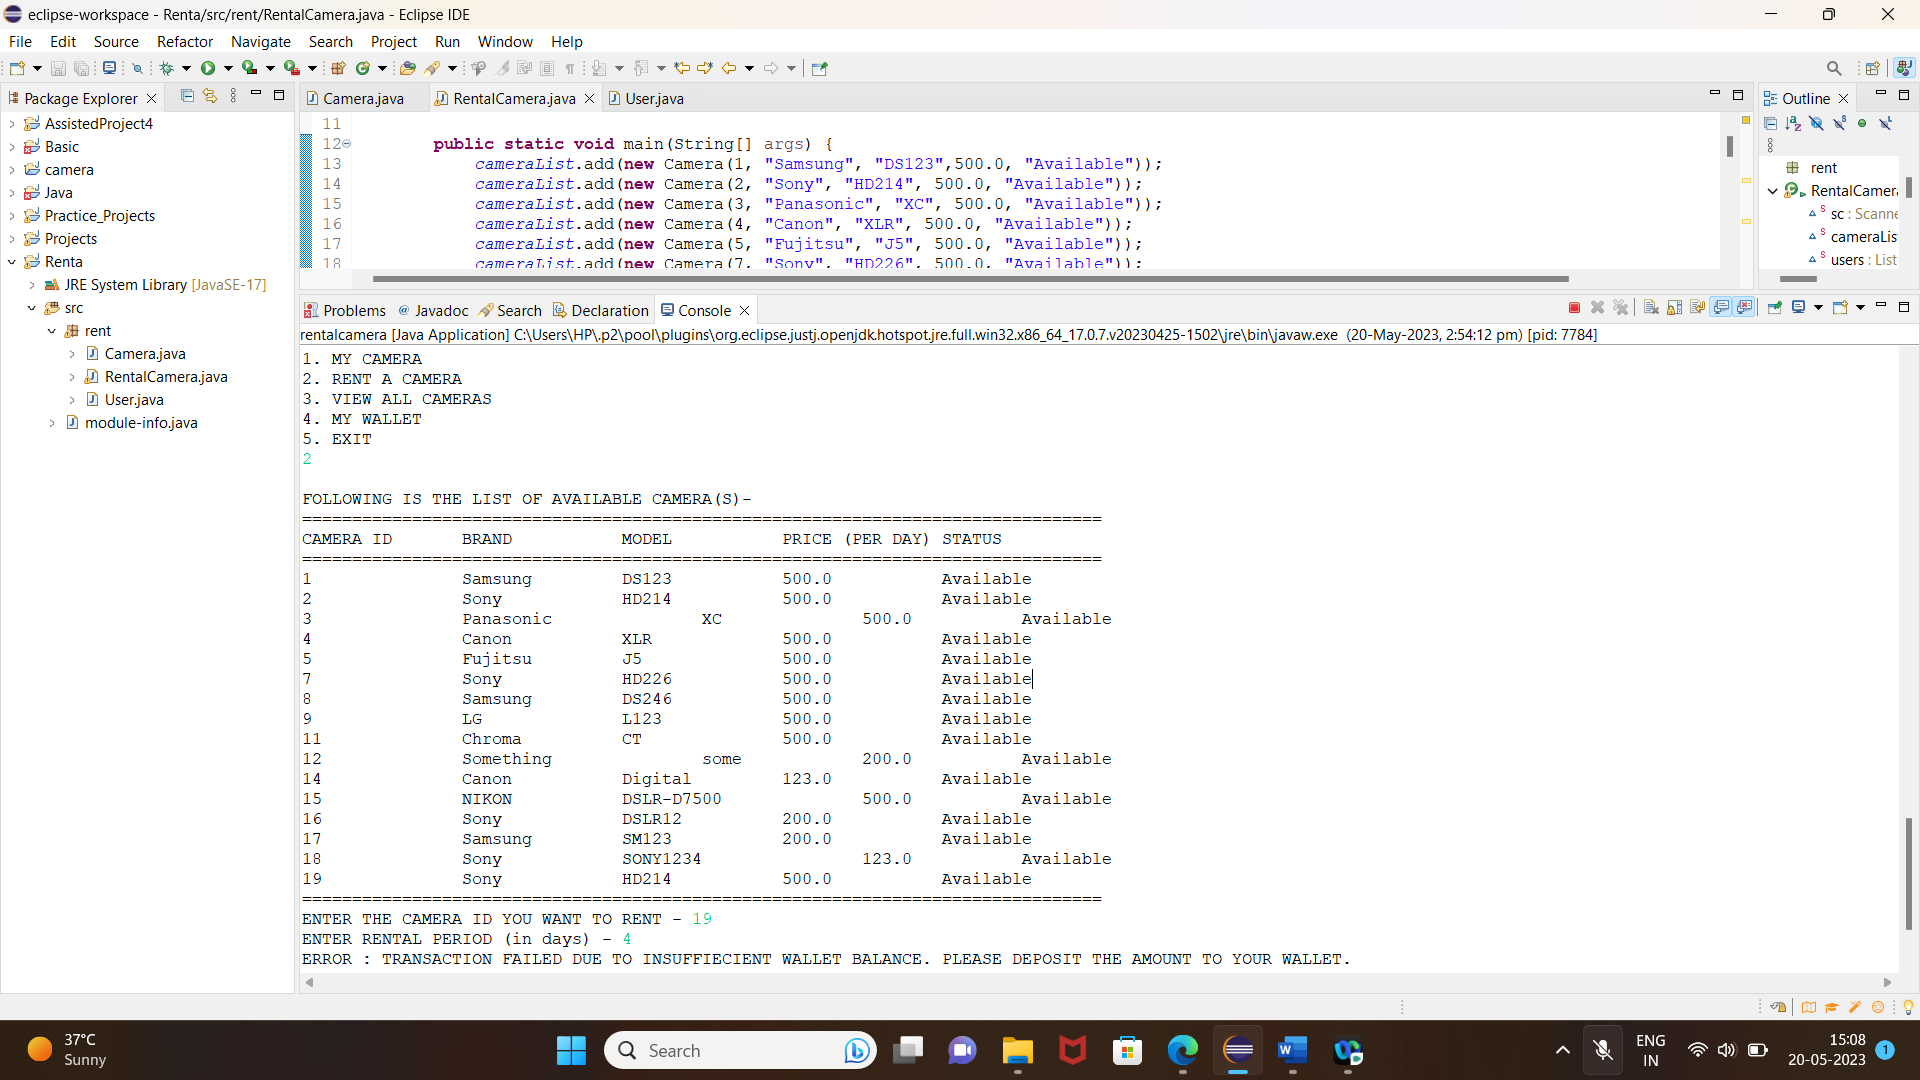 eclipse-workspace - Renta/src/rent/RentalCamera.java - Eclipse IDE
File Edit Source Refactor Navigate Search Project Run Window Help
Package Explorer
AssistedProject4
Basic
camera
Java
Practice_Projects
Projects
Renta
JRE System Library [JavaSE-17]
src
rent
Camera.java
RentalCamera.java
User.java
module-info.java
Camera.java RentalCamera.java User.java
11
12 public static void main(String[] args) {
13 cameraList.add(new Camera(1, "Samsung", "DS123",500.0, "Available"));
14 cameraList.add(new Camera(2, "Sony", "HD214", 500.0, "Available"));
15 cameraList.add(new Camera(3, "Panasonic", "XC", 500.0, "Available"));
16 cameraList.add(new Camera(4, "Canon", "XLR", 500.0, "Available"));
17 cameraList.add(new Camera(5, "Fujitsu", "J5", 500.0, "Available"));
18 cameraList.add(new Camera(7, "Sony", "HD226", 500.0, "Available"));
Outline
rent
RentalCamera
sc : Scanne
cameraLis
users : List
Problems Javadoc Search Declaration Console
rentalcamera [Java Application] C:\Users\HP\.p2\pool\plugins\org.eclipse.justj.openjdk.hotspot.jre.full.win32.x86_64_17.0.7.v20230425-1502\jre\bin\javaw.exe (20-May-2023, 2:54:12 pm) [pid: 7784]
1. MY CAMERA
2. RENT A CAMERA
3. VIEW ALL CAMERAS
4. MY WALLET
5. EXIT
2
FOLLOWING IS THE LIST OF AVAILABLE CAMERA(S)-
================================================================================
CAMERA ID BRAND MODEL PRICE (PER DAY) STATUS
================================================================================
1 Samsung DS123 500.0 Available
2 Sony HD214 500.0 Available
3 Panasonic XC 500.0 Available
4 Canon XLR 500.0 Available
5 Fujitsu J5 500.0 Available
7 Sony HD226 500.0 Available
8 Samsung DS246 500.0 Available
9 LG L123 500.0 Available
11 Chroma CT 500.0 Available
12 Something some 200.0 Available
14 Canon Digital 123.0 Available
15 NIKON DSLR-D7500 500.0 Available
16 Sony DSLR12 200.0 Available
17 Samsung SM123 200.0 Available
18 Sony SONY1234 123.0 Available
19 Sony HD214 500.0 Available
================================================================================
ENTER THE CAMERA ID YOU WANT TO RENT - 19
ENTER RENTAL PERIOD (in days) - 4
ERROR : TRANSACTION FAILED DUE TO INSUFFIECIENT WALLET BALANCE. PLEASE DEPOSIT THE AMOUNT TO YOUR WALLET.
37°C
Sunny
Search
ENG
IN
15:08
20-05-2023
1